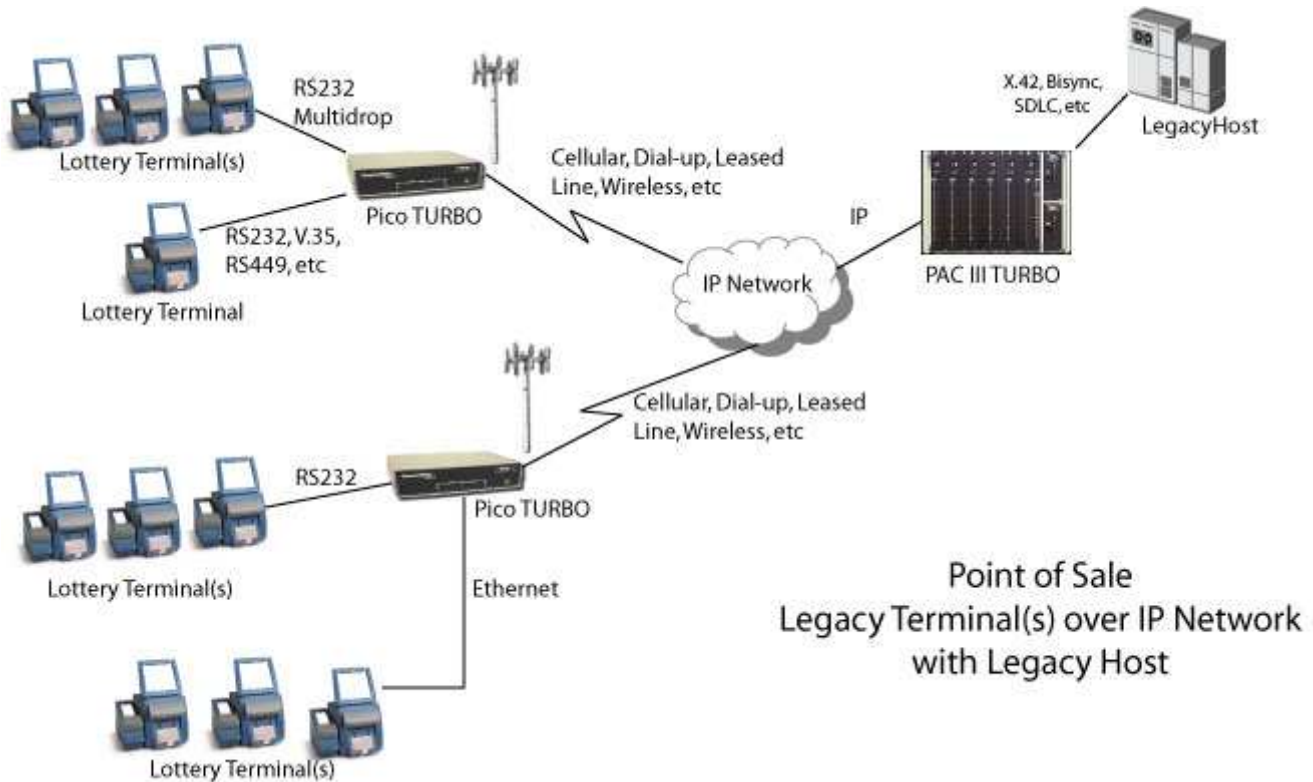 RS232
Multidrop
Lottery Terminal(s)
Pico TURBO
RS232, V.35,
RS449, etc
Lottery Terminal
Cellular, Dial-up, Leased
Line, Wireless, etc
IP Network
IP
X.42, Bisync,
SDLC, etc
LegacyHost
PAC III TURBO
Cellular, Dial-up, Leased
Line, Wireless, etc
RS232
Pico TURBO
Lottery Terminal(s)
Ethernet
Lottery Terminal(s)
Point of Sale
Legacy Terminal(s) over IP Network
with Legacy Host